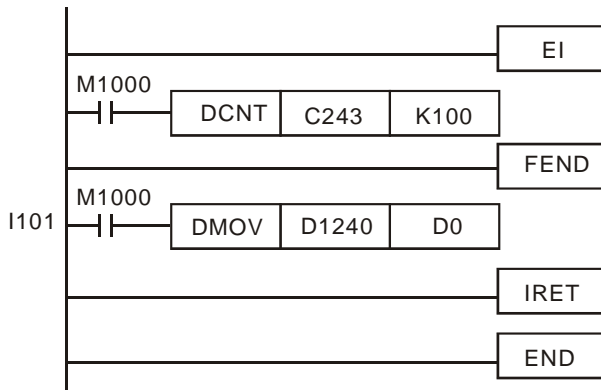 EI
M1000
DCNT C243 K100
FEND
M1000
I101 DMOV D1240 D0
IRET
END